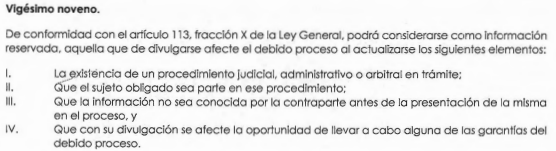 Vigésimo noveno.
De conformidad con el artículo 113, fracción X de la Ley General, podrá considerarse como información
reservada, aquella que de divulgarse afecte el debido proceso al actualizarse los siguientes elementos:
I. La existencia de un procedimiento judicial, administrativo o arbitral en trámite;
II. Que el sujeto obligado sea parte en ese procedimiento;
III. Que la información no sea conocida por la contraparte antes de la presentación de la misma
en el proceso, y
IV. Que con su divulgación se afecte la oportunidad de llevar a cabo alguna de las garantías del
debido proceso.